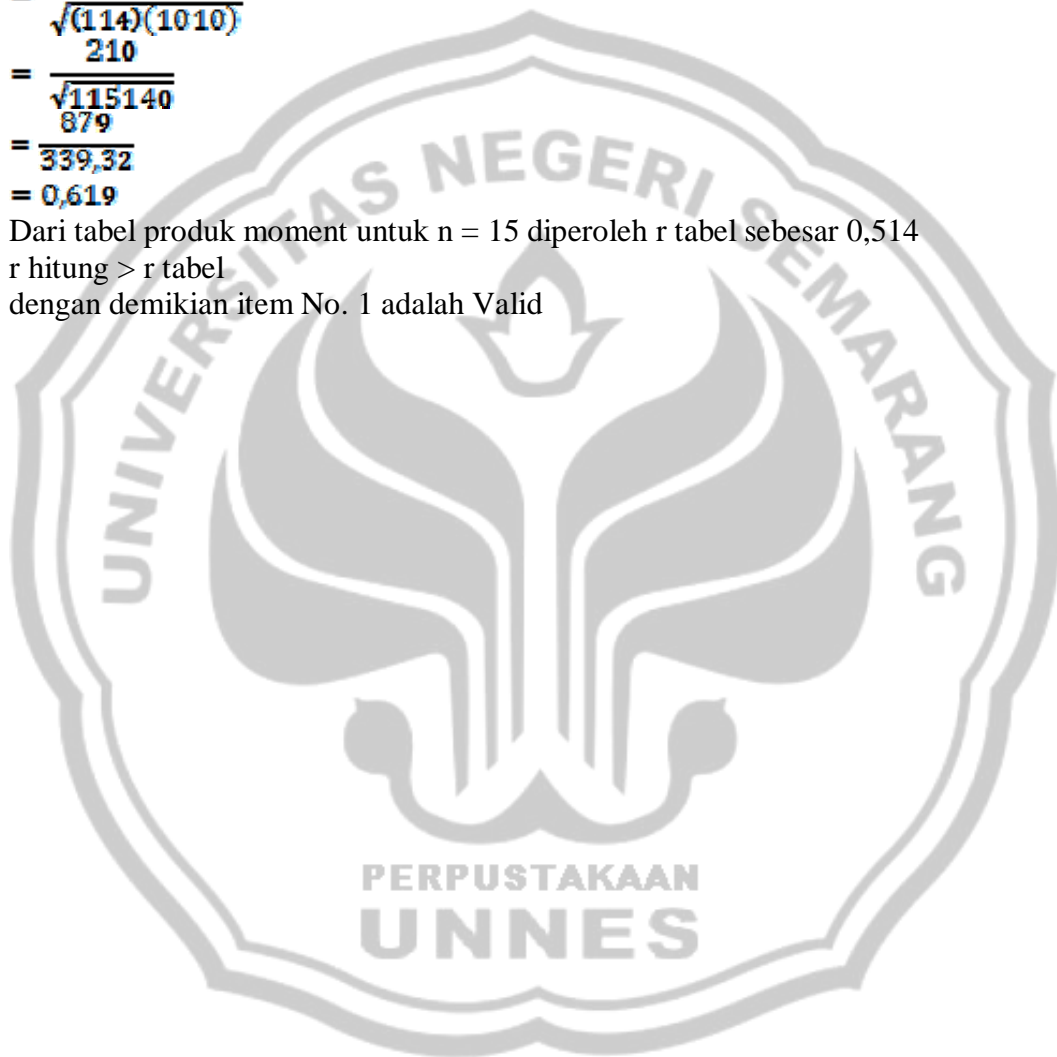 =
√(114)(1010)
= 210
√115140
= 879
339,32
= 0,619
Dari tabel produk moment untuk n = 15 diperoleh r tabel sebesar 0,514
r hitung > r tabel
dengan demikian item No. 1 adalah Valid
UNIVERSITAS NEGERI SEMARANG
PERPUSTAKAAN
UNNES